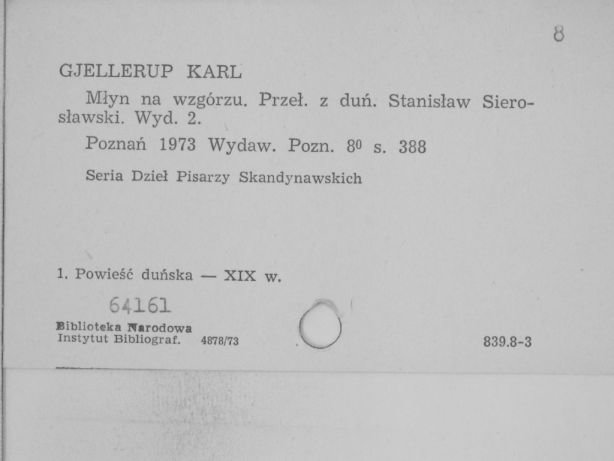 8
GJELLERUP KARL
Młyn na wzgórzu. Przeł. z duń. Stanisław Siero-
sławski. Wyd. 2.
Poznań 1973 Wydaw. Pozn. 8⁰ s. 388
Seria Dzieł Pisarzy Skandynawskich
1. Powieść duńska — XIX w.
64161
Biblioteka Narodowa
Instytut Bibliograf. 4878/73
839.8-3